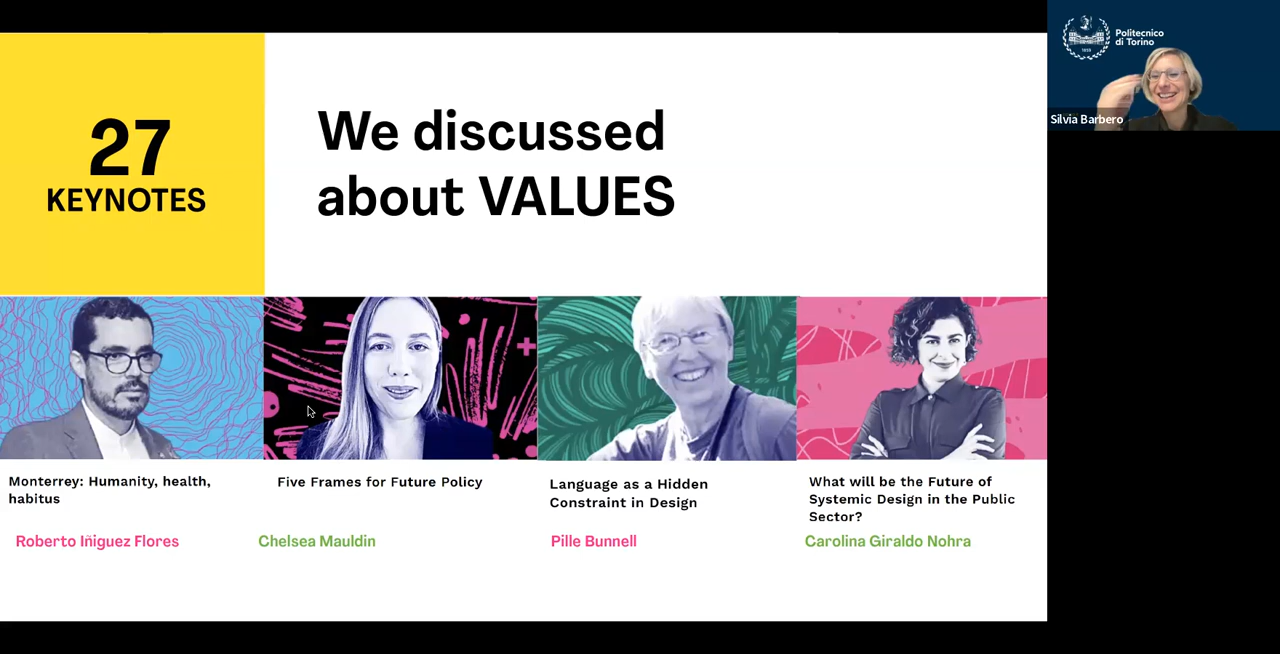 27
KEYNOTES
We discussed
about VALUES
Monterrey: Humanity, health,
habitus
Roberto Iñiguez Flores
Five Frames for Future Policy
Chelsea Mauldin
Language as a Hidden
Constraint in Design
Pille Bunnell
What will be the Future of
Systemic Design in the Public
Sector?
Carolina Giraldo Nohra
Politecnico
di Torino
1859
Silvia Barbero